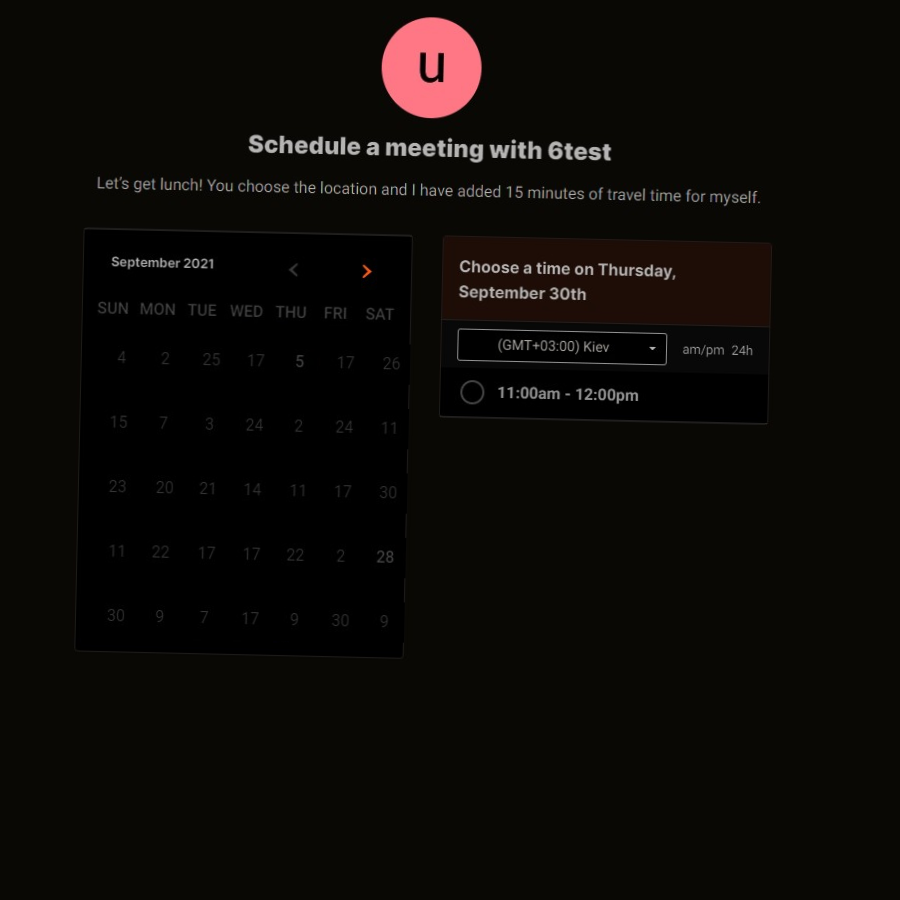 u
Schedule a meeting with 6test
Let's get lunch! You choose the location and I have added 15 minutes of travel time for myself.
September 2021
SUN MON TUE WED THU FRI SAT
4 2 25 17 5 17 26
15 7 3 24 2 24 11
23 20 21 14 11 17 30
11 22 17 17 22 2 28
30 9 7 17 9 30 9
Choose a time on Thursday,
September 30th
(GMT+03:00) Kiev am/pm 24h
11:00am - 12:00pm